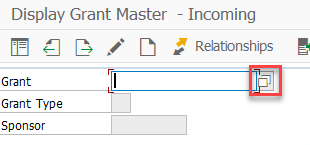 Display Grant Master - Incoming
Relationships
Grant
Grant Type
Sponsor